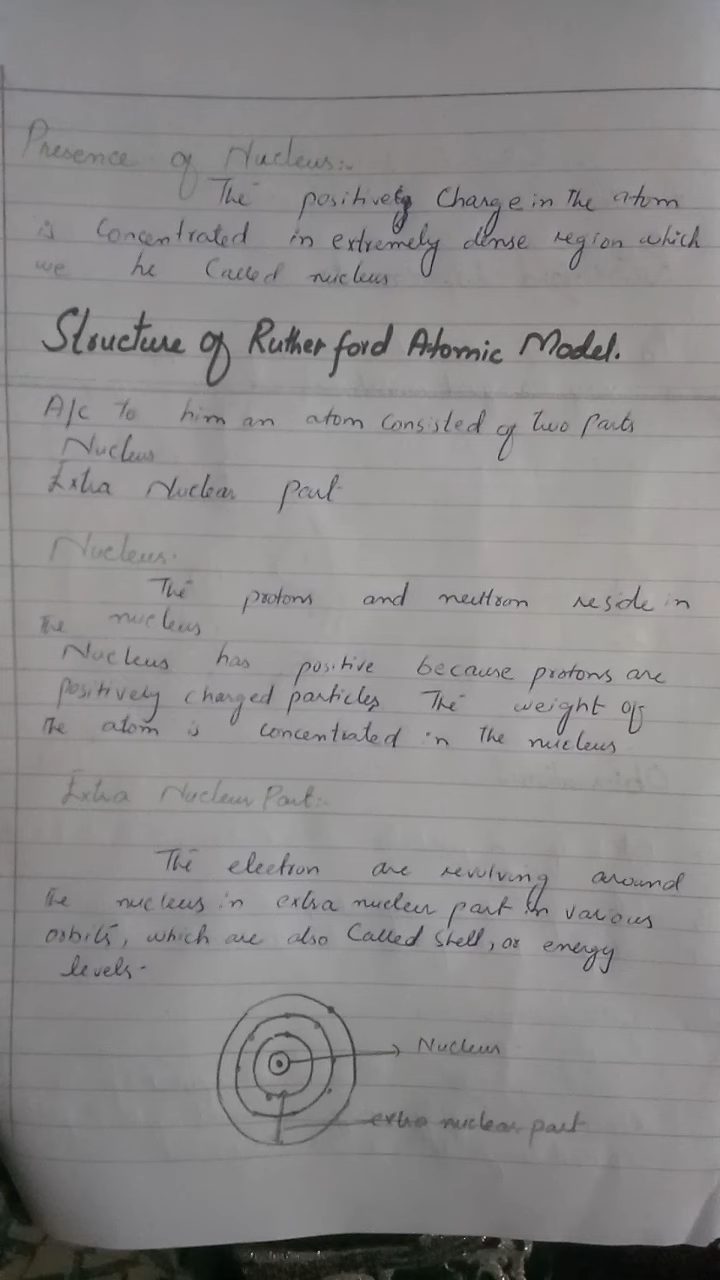 Presence of Nucleus:-
The positively Charge in The atom
is Concentrated in extremely dense region which
we he Called nucleus
Structure of Rutherford Atomic Model.
A/c To him an atom consisted of Two Parts
Nucleus
Extra Nuclear part
Nucleus.
The protons and neutron reside in
The nucleus
Nucleus has positive because protons are
positively charged particles The weight of
The atom is concentrated in The nucleus
Extra Nuclear Part:-
The electron are revolving around
The nucleus in extra nuclear part in various
orbits, which are also Called Shell, or energy
levels-
Nucleus
extra nuclear part